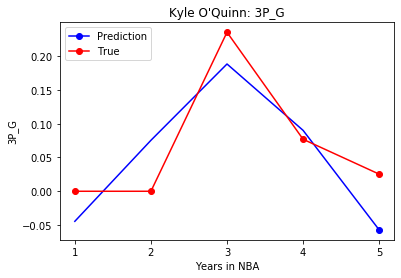 Kyle O'Quinn: 3P_G
Prediction
True
0.20
0.15
0.10
0.05
0.00
−0.05
3P_G
1 2 3 4 5
Years in NBA